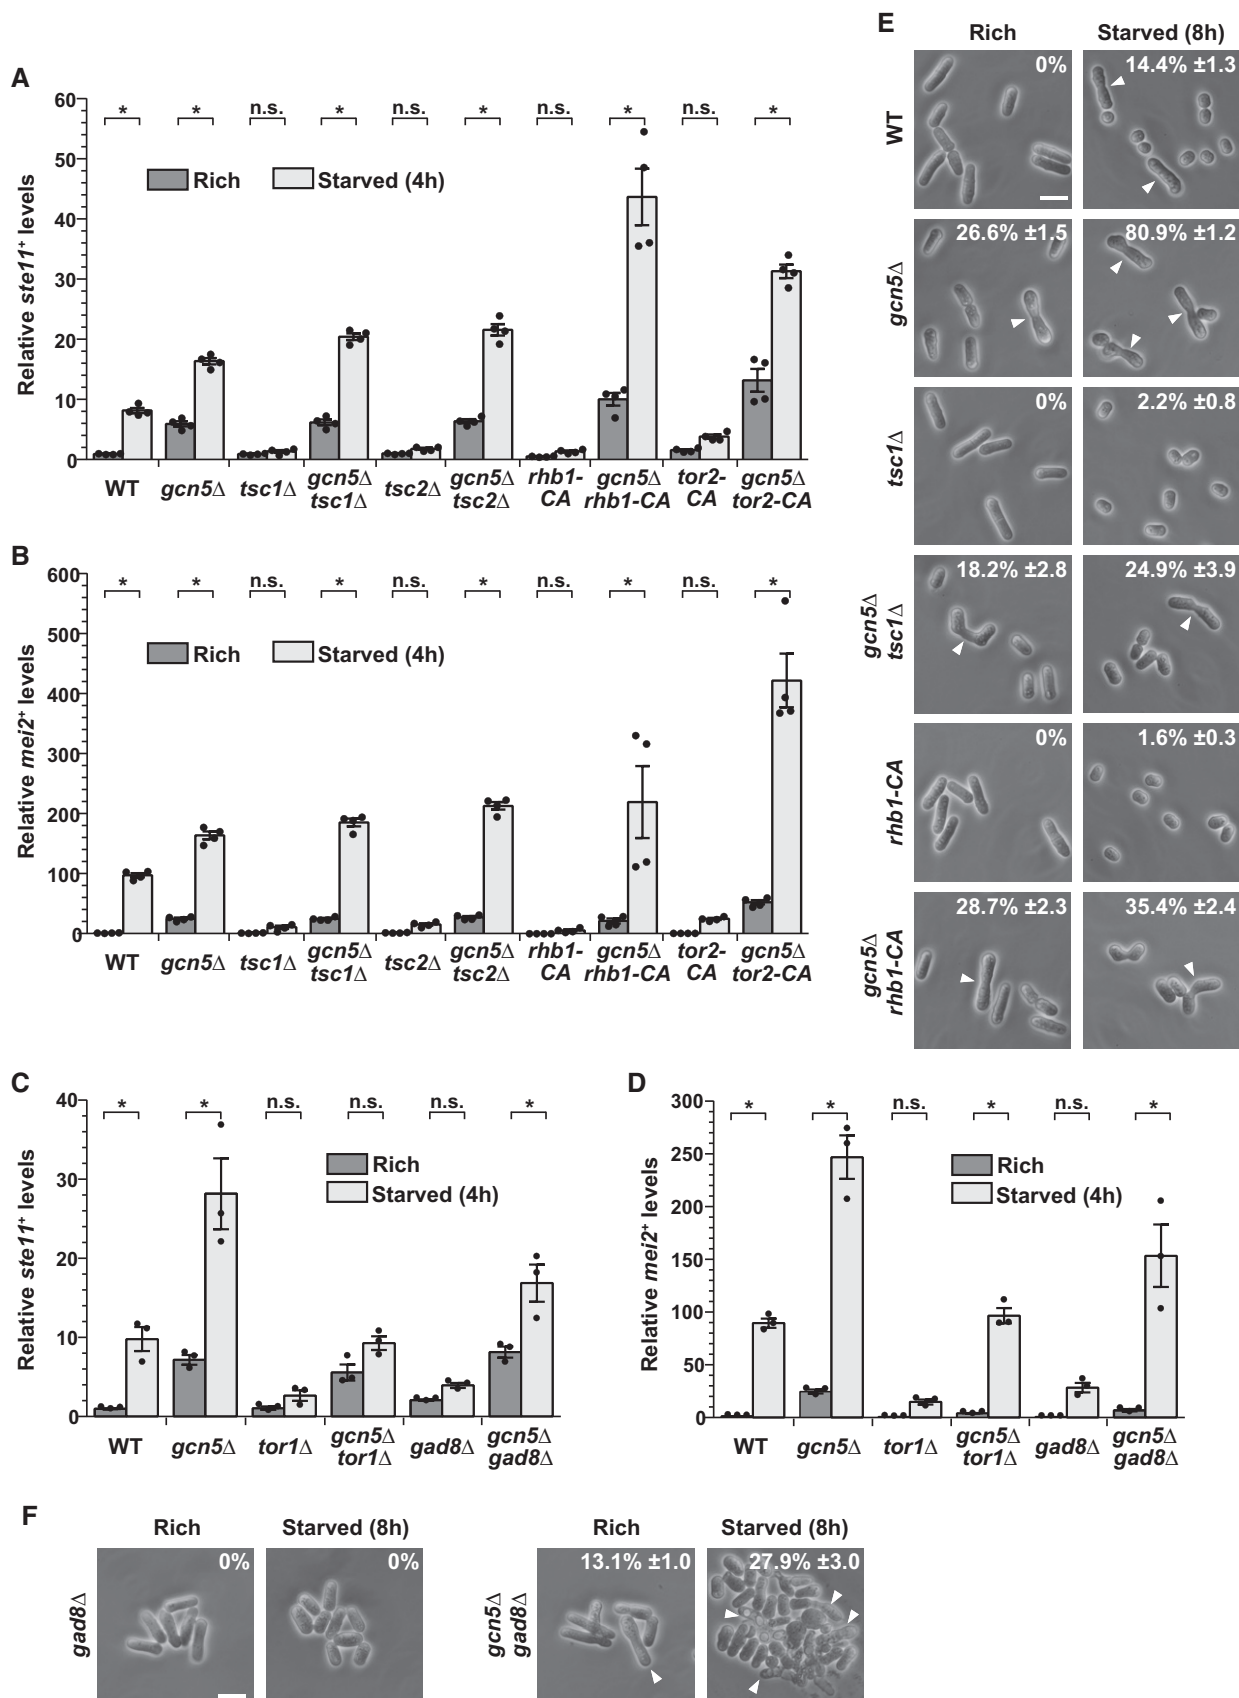 A
Relative ste11+ levels
60
50
40
30
20
10
0
* * n.s. * n.s. * n.s. * n.s. *
Rich Starved (4h)
WT gcn5Δ tsc1Δ gcn5Δ tsc1Δ tsc2Δ gcn5Δ tsc2Δ rhb1-CA gcn5Δ rhb1-CA tor2-CA gcn5Δ tor2-CA
B
Relative mei2+ levels
600
500
400
300
200
100
0
* * n.s. * n.s. * n.s. * n.s. *
Rich Starved (4h)
WT gcn5Δ tsc1Δ gcn5Δ tsc1Δ tsc2Δ gcn5Δ tsc2Δ rhb1-CA gcn5Δ rhb1-CA tor2-CA gcn5Δ tor2-CA
C
Relative ste11+ levels
40
30
20
10
0
* * n.s. n.s. n.s. *
Rich
Starved (4h)
WT gcn5Δ tor1Δ gcn5Δ tor1Δ gad8Δ gcn5Δ gad8Δ
D
Relative mei2+ levels
300
250
200
150
100
50
0
* * n.s. * n.s. *
Rich
Starved (4h)
WT gcn5Δ tor1Δ gcn5Δ tor1Δ gad8Δ gcn5Δ gad8Δ
E
Rich Starved (8h)
WT 0% 14.4% ±1.3
gcn5Δ 26.6% ±1.5 80.9% ±1.2
tsc1Δ 0% 2.2% ±0.8
gcn5Δ tsc1Δ 18.2% ±2.8 24.9% ±3.9
rhb1-CA 0% 1.6% ±0.3
gcn5Δ rhb1-CA 28.7% ±2.3 35.4% ±2.4
F
Rich Starved (8h) Rich Starved (8h)
gad8Δ 0% 0%
gcn5Δ gad8Δ 13.1% ±1.0 27.9% ±3.0